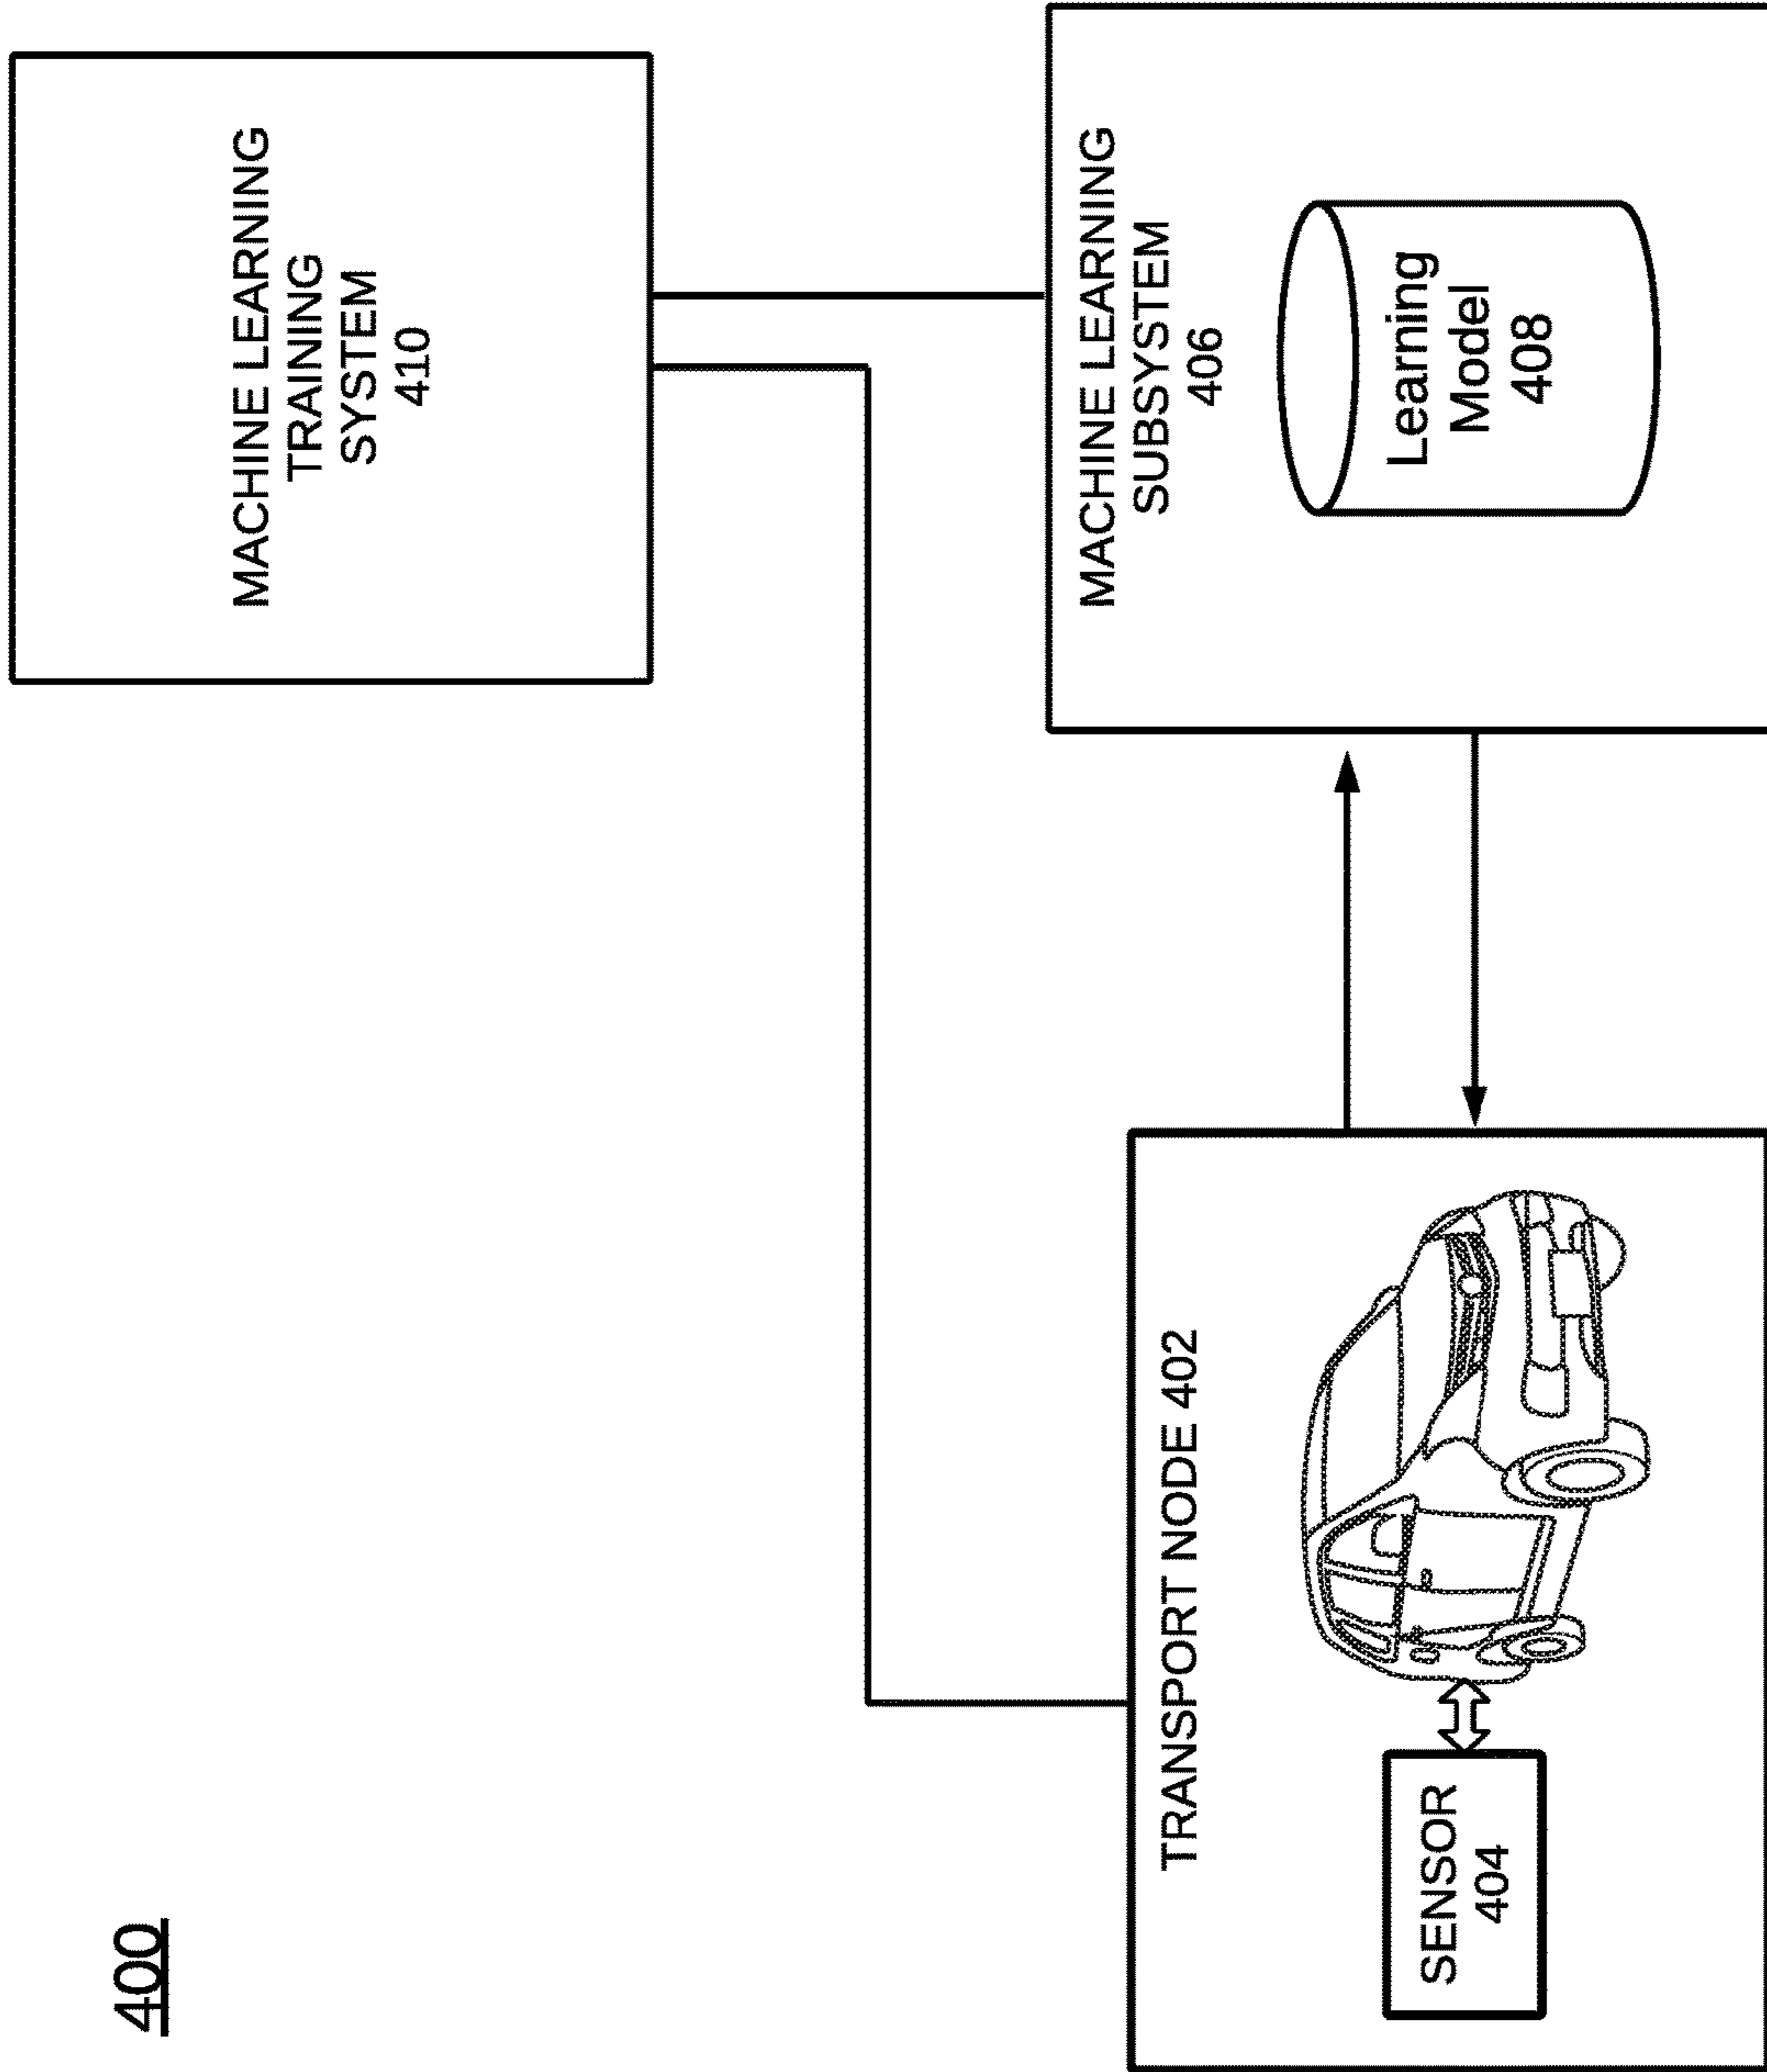 400
MACHINE LEARNING
TRAINING
SYSTEM
410
TRANSPORT NODE 402
SENSOR
404
MACHINE LEARNING
SUBSYSTEM
406
Learning
Model
408